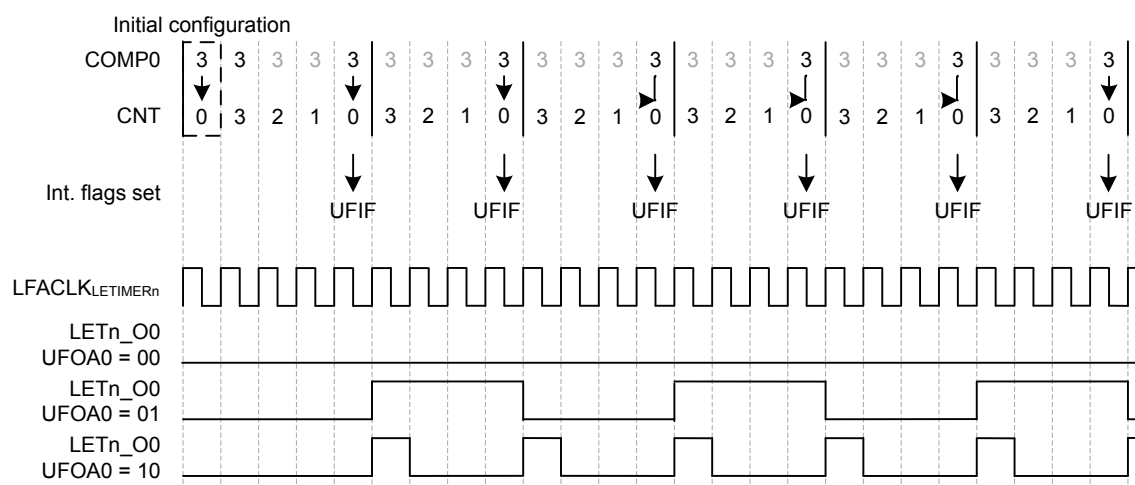 Initial configuration
COMP0 3 3 3 3 3 3 3 3 3 3 3 3 3 3 3 3 3 3 3 3 3 3 3 3 3
CNT 0 3 2 1 0 3 2 1 0 3 2 1 0 3 2 1 0 3 2 1 0 3 2 1 0
Int. flags set
UFIF UFIF UFIF UFIF UFIF UFIF
LFACLKLETIMERn
LETn_O0
UFOA0 = 00
LETn_O0
UFOA0 = 01
LETn_O0
UFOA0 = 10